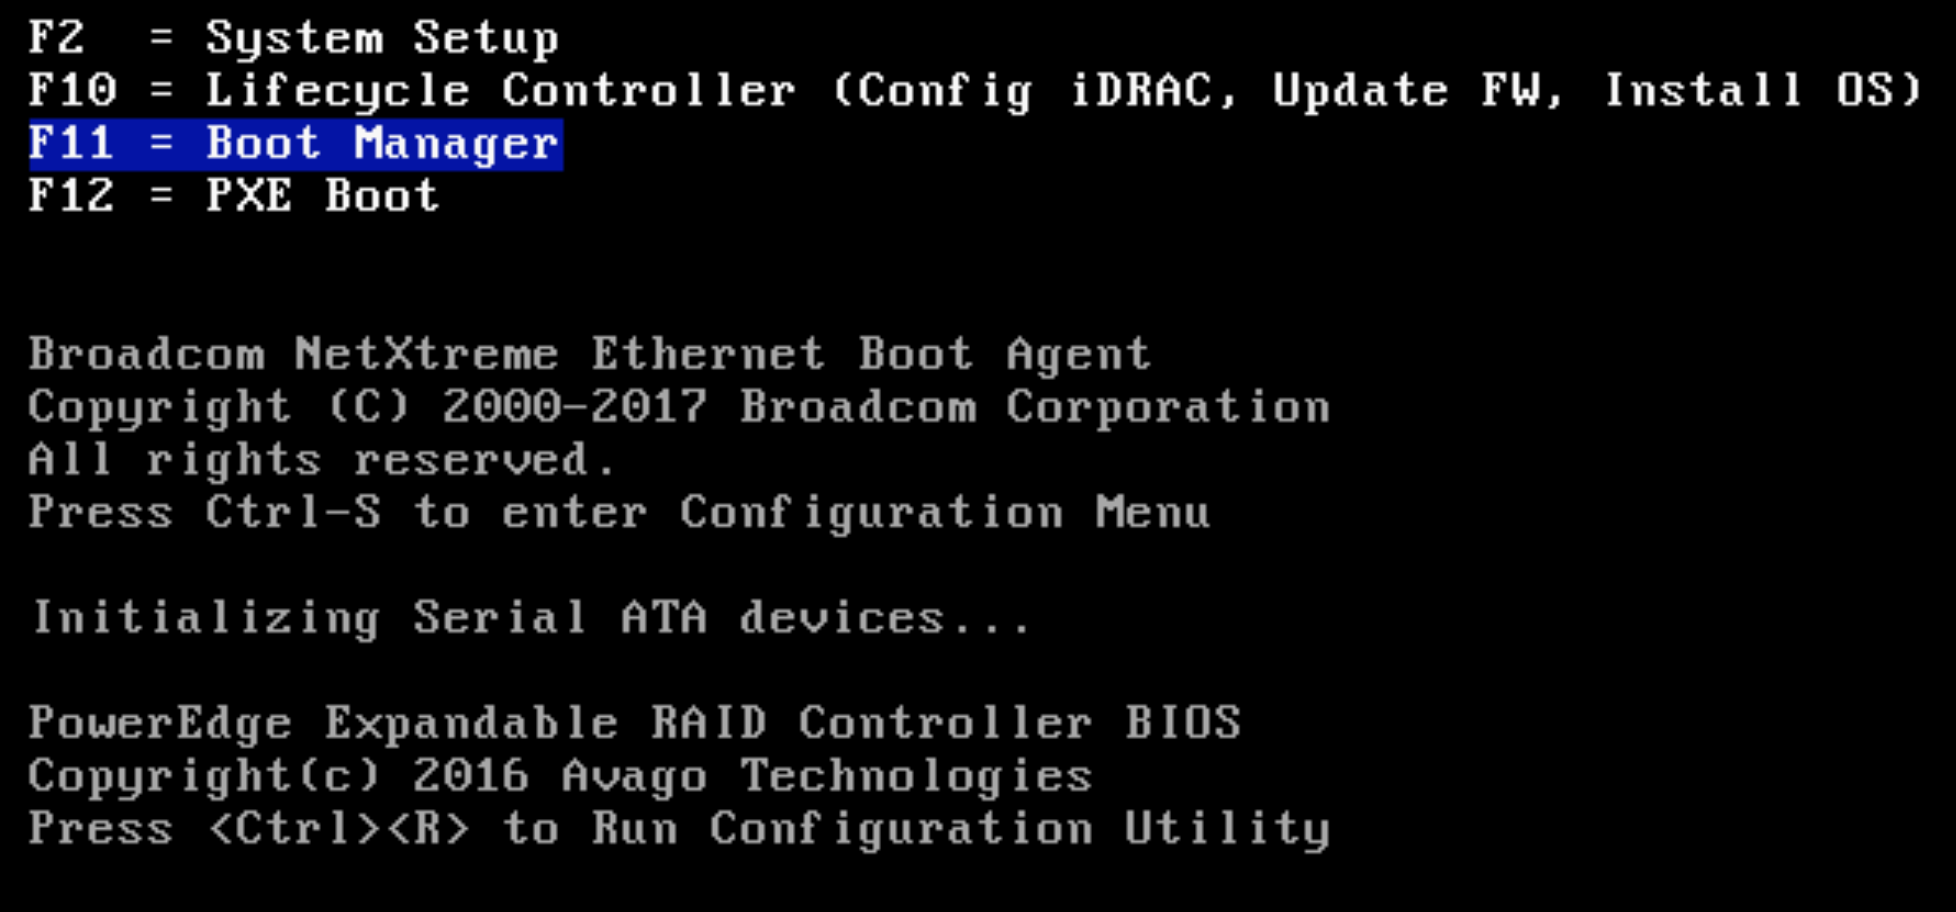 F2  = System Setup
F10 = Lifecycle Controller (Config iDRAC, Update FW, Install OS)
F11 = Boot Manager
F12 = PXE Boot
Broadcom NetXtreme Ethernet Boot Agent
Copyright (C) 2000-2017 Broadcom Corporation
All rights reserved.
Press Ctrl-S to enter Configuration Menu
Initializing Serial ATA devices...
PowerEdge Expandable RAID Controller BIOS
Copyright(c) 2016 Avago Technologies
Press <Ctrl><R> to Run Configuration Utility